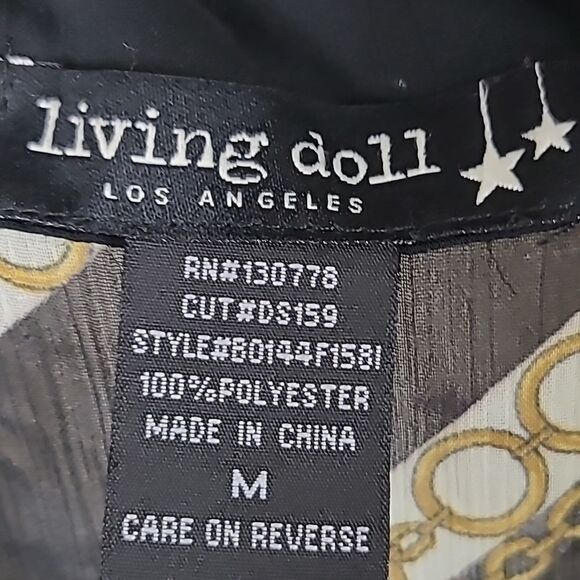 living doll
LOS ANGELES
RN#130778
CUT#DS159
STYLE#B0144F1581
100%POLYESTER
MADE IN CHINA
M
CARE ON REVERSE